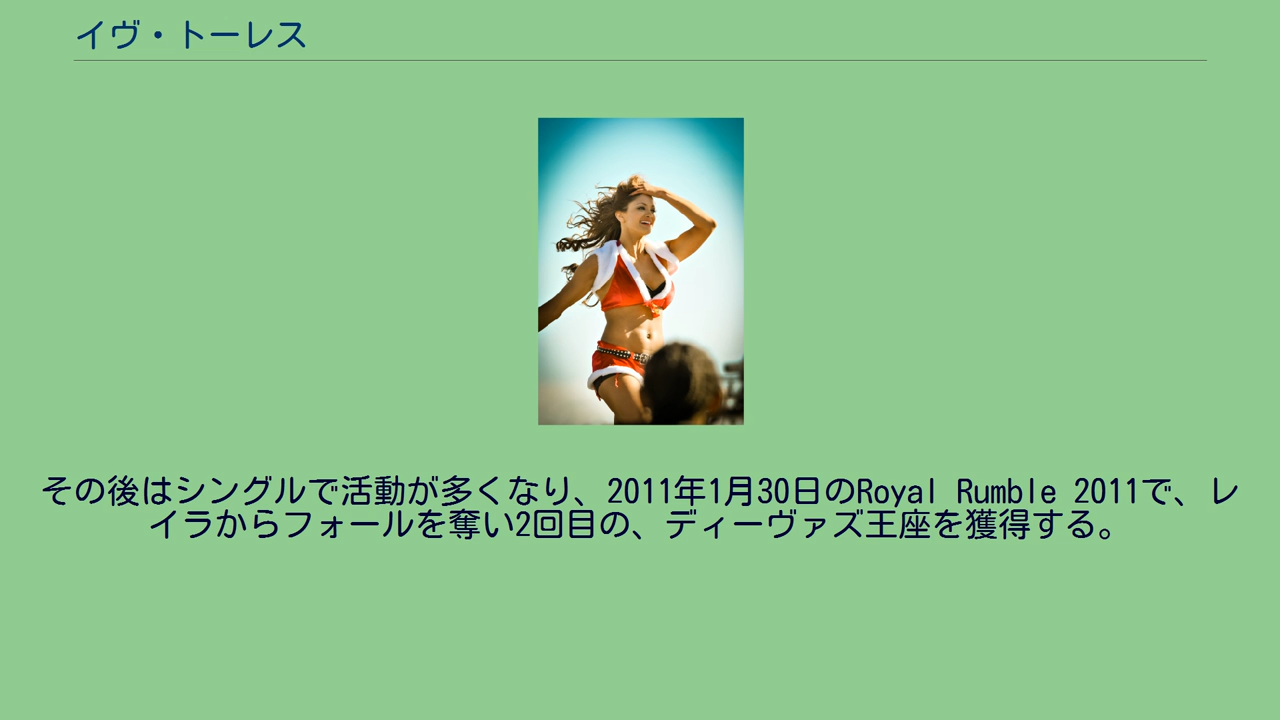 イヴ・トーレス
その後はシングルで活動が多くなり、2011年1月30日のRoyal Rumble 2011で、レ
イラからフォールを奪い2回目の、ディーヴァズ王座を獲得する。